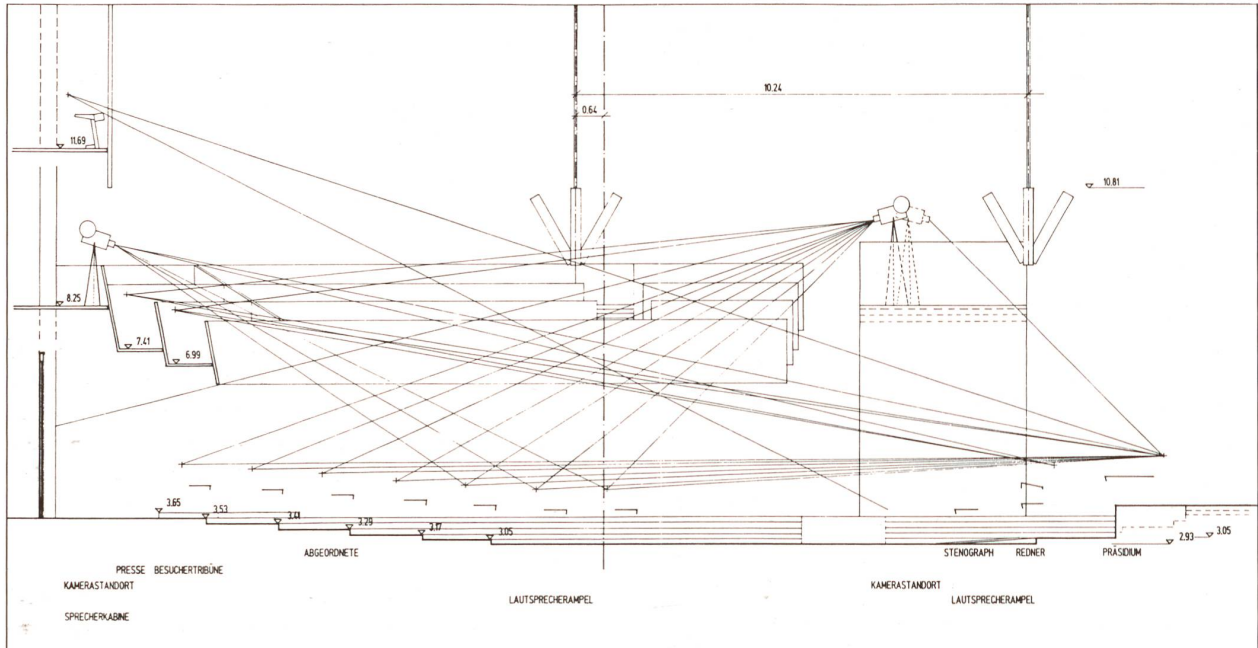 10.24
0.64
11.69
10.81
8.25
7.41
6.99
3.65
3.53
3.41
3.29
3.17
3.05
2.93
3.05
ABGEORDNETE
STENOGRAPH REDNER PRÄSIDIUM
PRESSE BESUCHERTRIBÜNE
KAMERASTANDORT KAMERASTANDORT
LAUTSPRECHERAMPEL LAUTSPRECHERAMPEL
SPRECHERKABINE